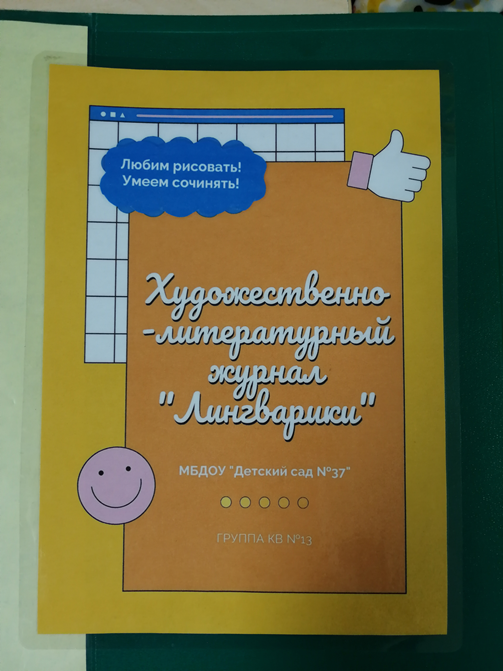 Любим рисовать!
Умеем сочинять!
Художественно
-литературный
журнал
"Лингварики"
МБДОУ "Детский сад №37"
ГРУППА КВ №13